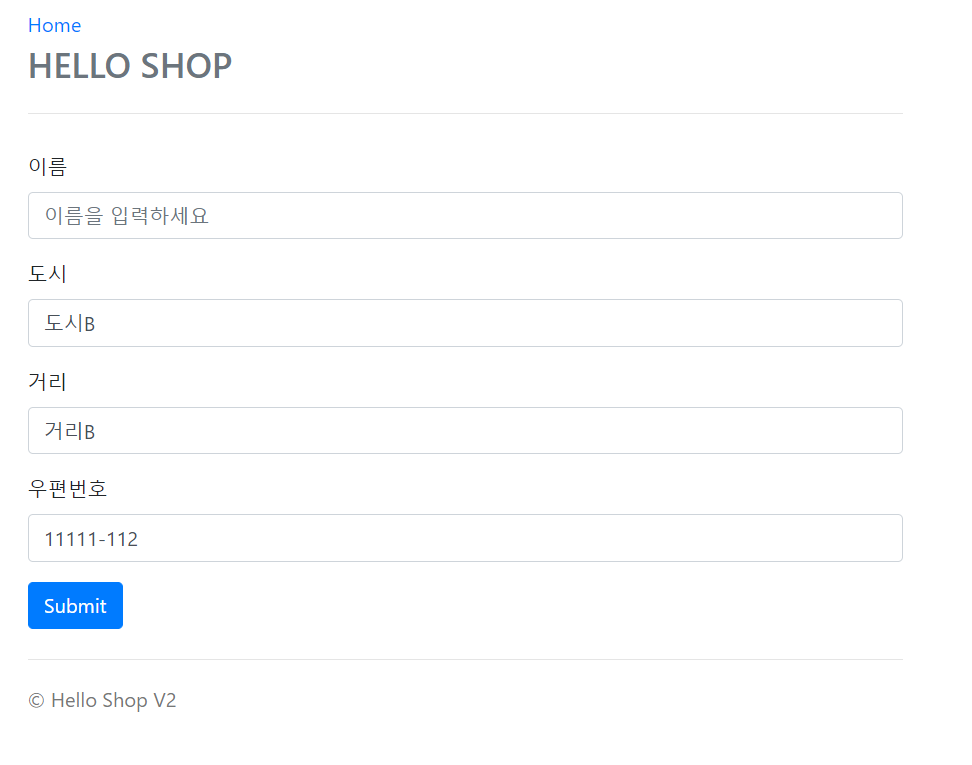 Home
HELLO SHOP
이름
이름을 입력하세요
도시
도시B
거리
거리B
우편번호
11111-112
Submit
© Hello Shop V2